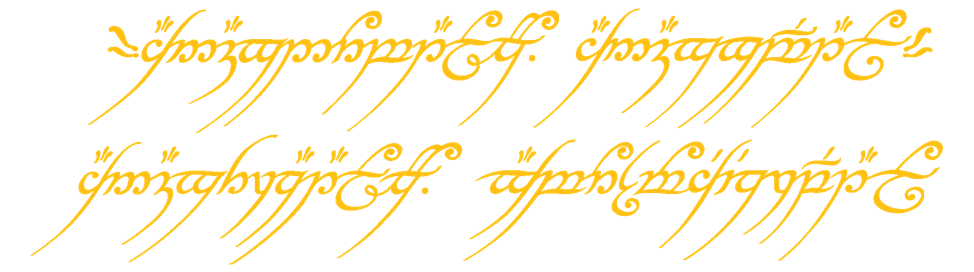 ash nazg durbatulûk ash nazg gimbatul
ash nazg thrakatulûk agh burzum ishi krimpatul